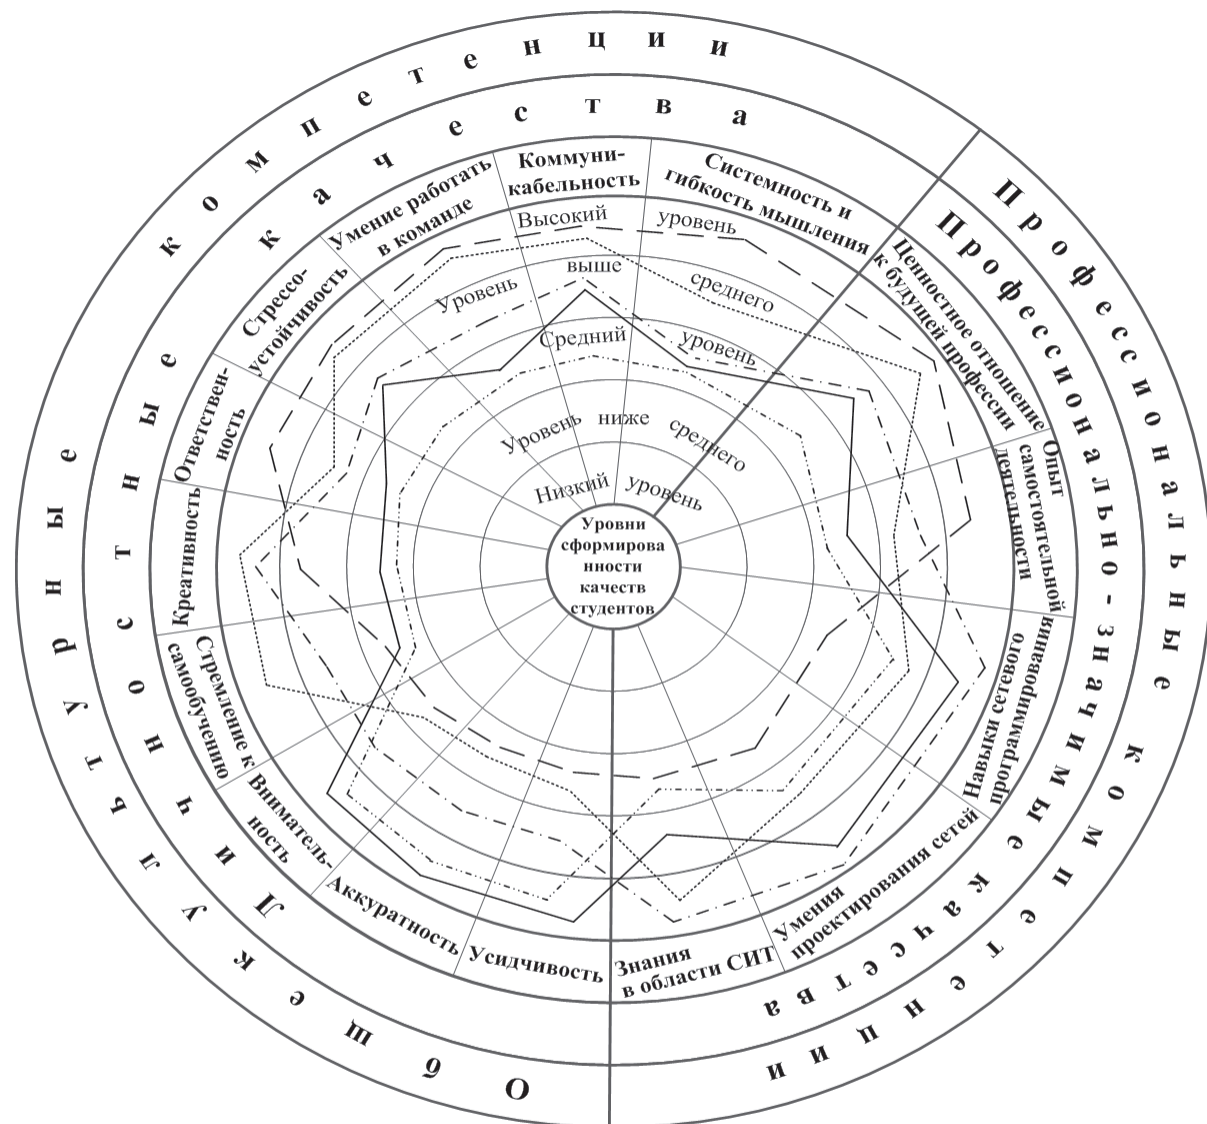 Общекультурные компетенции
Личностные качества
Профессиональные компетенции
Профессионально-значимые качества
Коммуни-
кабельность
Системность и
гибкость мышления
Ценностное отношение
к будущей профессии
Опыт
самостоятельной
деятельности
Навыки сетевого
программирования
Умения
проектирования сетей
Знания
в области СИТ
Усидчивость
Аккуратность
Вниматель-
ность
Стремление к
самообучению
Креативность
Ответствен-
ность
Стрессо-
устойчивость
Умение работать
в команде
Высокий уровень
Уровень выше среднего
Средний уровень
Уровень ниже среднего
Низкий уровень
Уровни
сформирова
нности
качеств
студентов